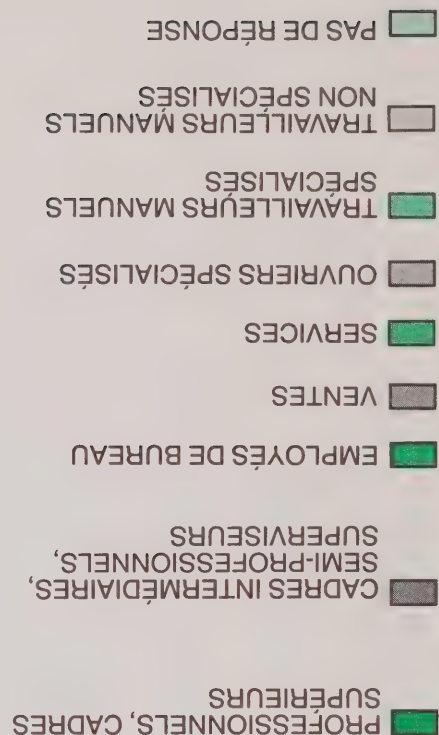 PROFESSIONNELS, CADRES
SUPÉRIEURS
CADRES INTERMÉDIAIRES,
SEMI-PROFESSIONNELS,
SUPERVISEURS
EMPLOYÉS DE BUREAU
VENTES
SERVICES
OUVRIERS SPÉCIALISÉS
TRAVAILLEURS MANUELS
SPÉCIALISÉS
TRAVAILLEURS MANUELS
NON SPÉCIALISÉS
PAS DE RÉPONSE